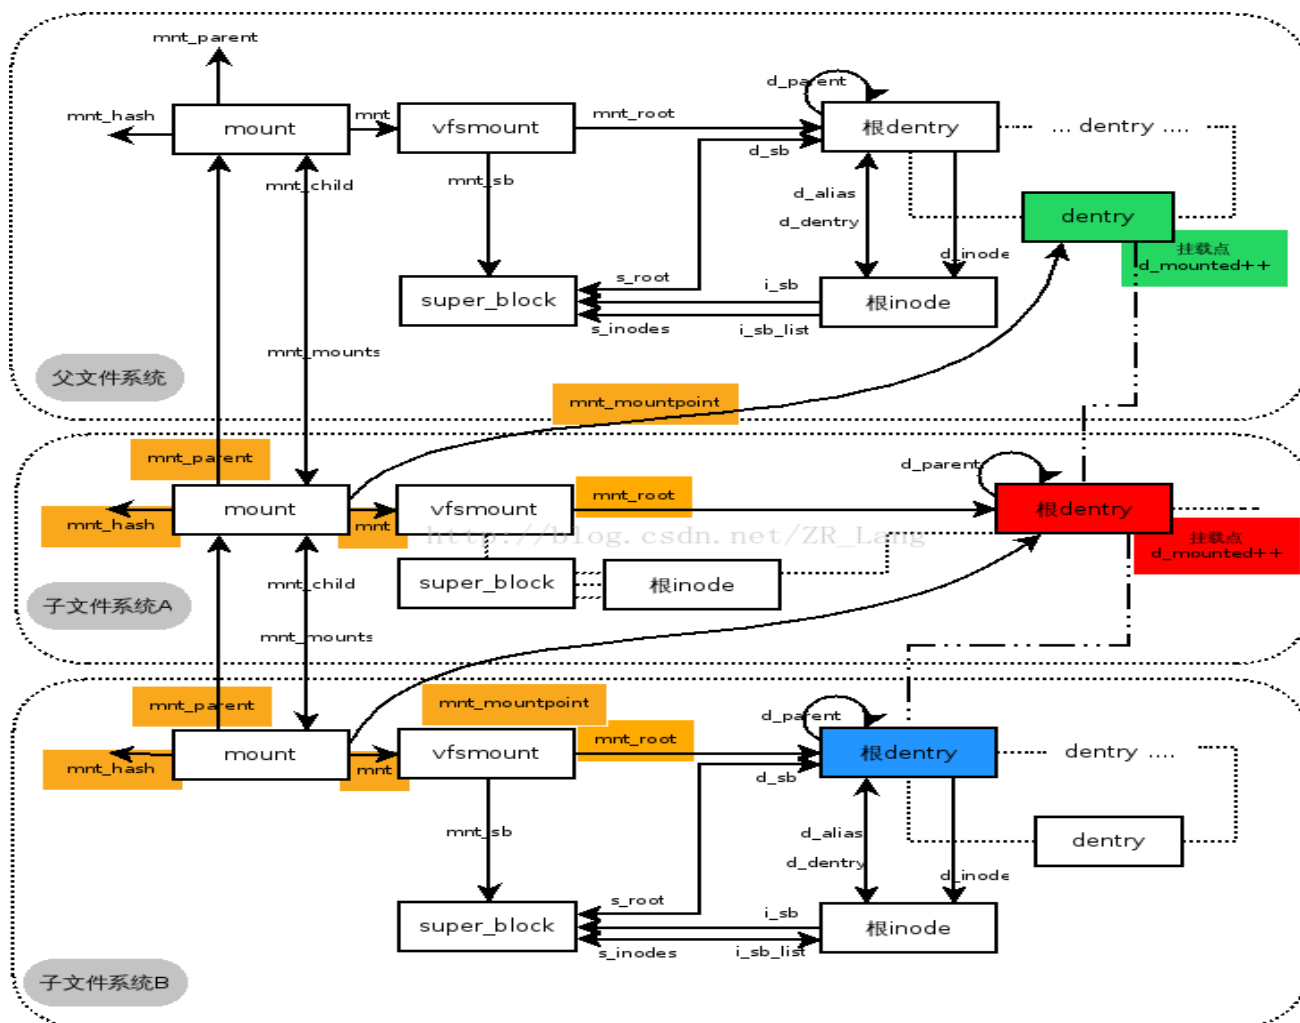 mnt_parent
mnt_hash
mount
mnt
vfsmount
mnt_root
d_parent
根dentry
... dentry ....
d_sb
mnt_child
mnt_sb
d_alias
d_dentry
dentry
d_inode
挂载点
d_mounted++
s_root
super_block
i_sb
根inode
s_inodes
i_sb_list
mnt_mounts
父文件系统
mnt_mountpoint
mnt_parent
d_parent
mount
vfsmount
mnt_root
根dentry
mnt_hash
mnt
http://blog.csdn.net/ZR_Lang
挂载点
d_mounted++
mnt_child
super_block
根inode
子文件系统A
mnt_mounts
mnt_parent
mnt_mountpoint
d_parent
mount
vfsmount
mnt_root
根dentry
dentry ....
mnt_hash
mnt
d_sb
mnt_sb
d_alias
d_dentry
dentry
d_inode
s_root
super_block
i_sb
根inode
s_inodes
i_sb_list
子文件系统B